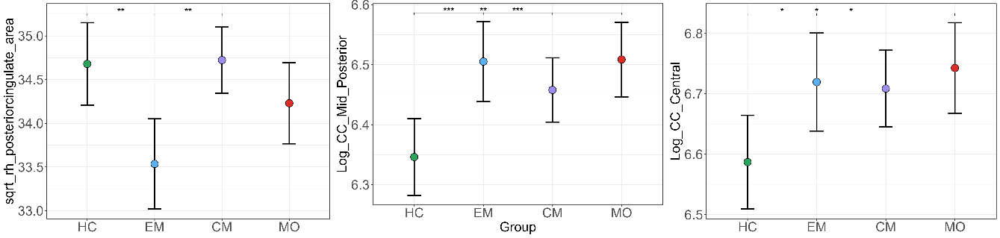 ** **
sqrt_rh_posteriorcingulate_area
35.0
34.5
34.0
33.5
33.0
HC EM CM MO
*** ** ***
Log_CC_Mid_Posterior
6.6
6.5
6.4
6.3
HC EM CM MO
Group
* * *
Log_CC_Central
6.8
6.7
6.6
6.5
HC EM CM MO